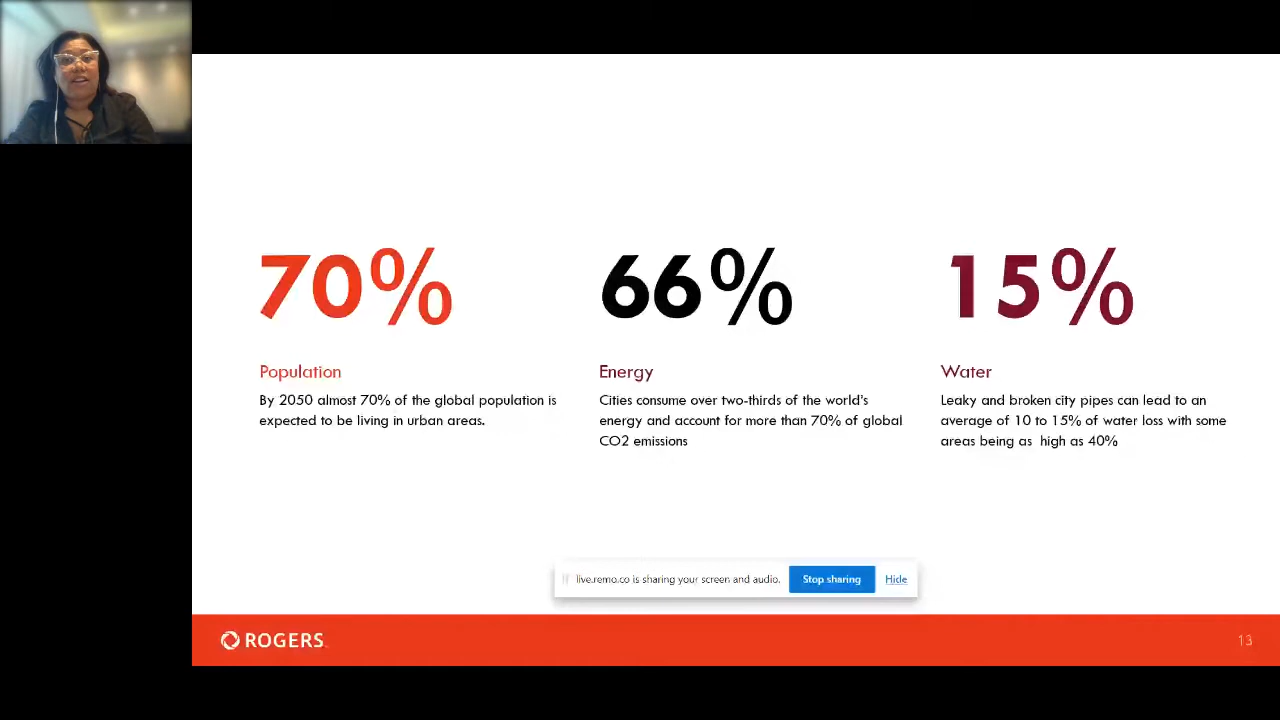 70%
66%
15%
Population
By 2050 almost 70% of the global population is
expected to be living in urban areas.
Energy
Cities consume over two-thirds of the world's
energy and account for more than 70% of global
CO2 emissions
Water
Leaky and broken city pipes can lead to an
average of 10 to 15% of water loss with some
areas being as  high as 40%
live.remo.co is sharing your screen and audio.
Stop sharing
Hide
ROGERS
13